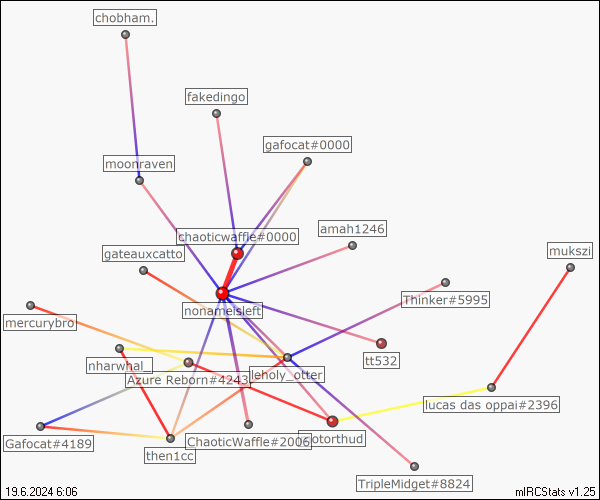 chobham.
fakedingo
gafocat#0000
moonraven
amah1246
chaoticwaffle#0000
gateauxcatto
mukszi
Thinker#5995
nonameisleft
mercurybro
tt532
nharwhal_
leholy_otter
Azure Reborn#4243
lucas das oppai#2396
Gafocat#4189
ChaoticWaffle#2006
then1cc
TripleMidget#8824
19.6.2024 6:06
mIRCStats v1.25